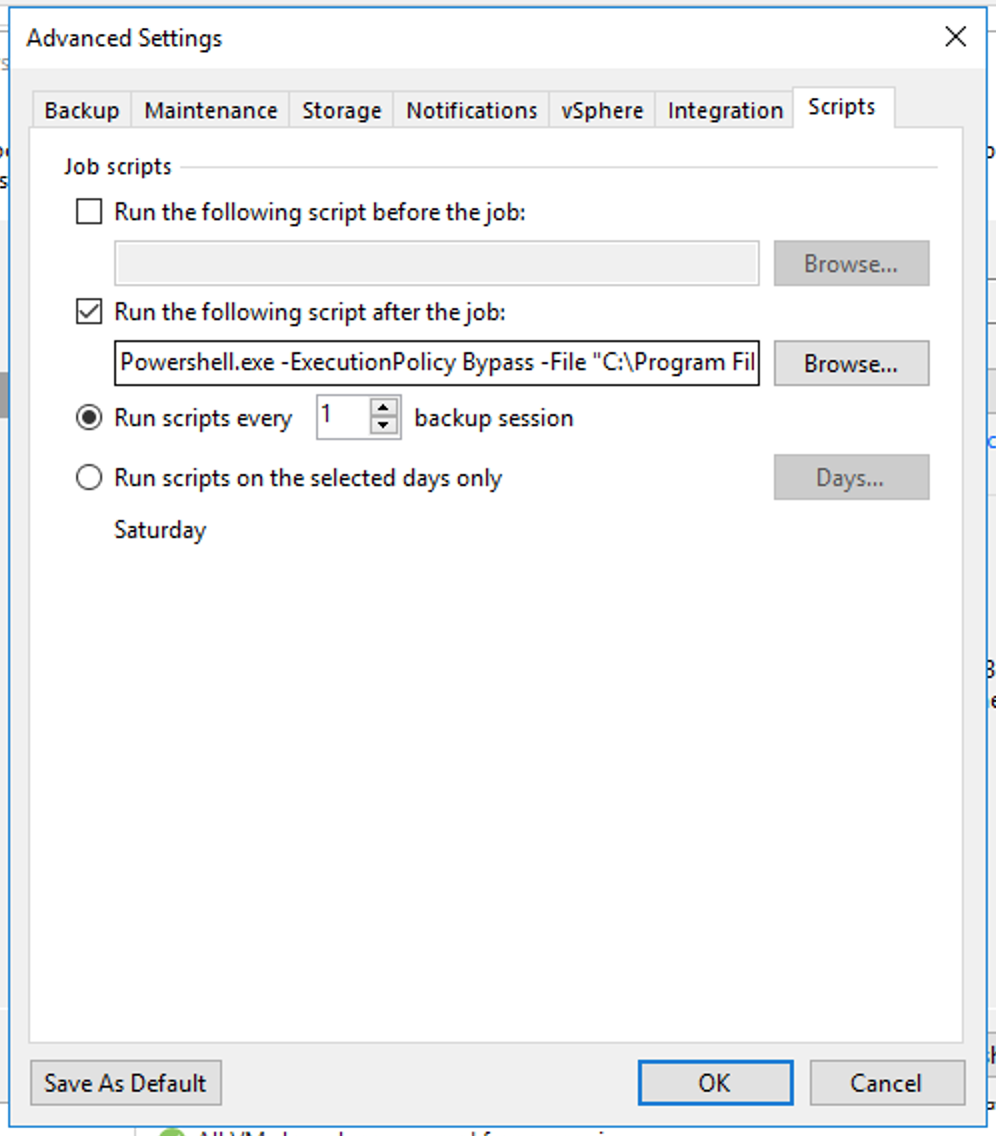 Advanced Settings
Backup Maintenance Storage Notifications vSphere Integration Scripts
Job scripts
Run the following script before the job:
Browse...
Run the following script after the job:
Powershell.exe -ExecutionPolicy Bypass -File "C:\Program Fil
Browse...
Run scripts every 1 backup session
Run scripts on the selected days only
Days...
Saturday
Save As Default OK Cancel